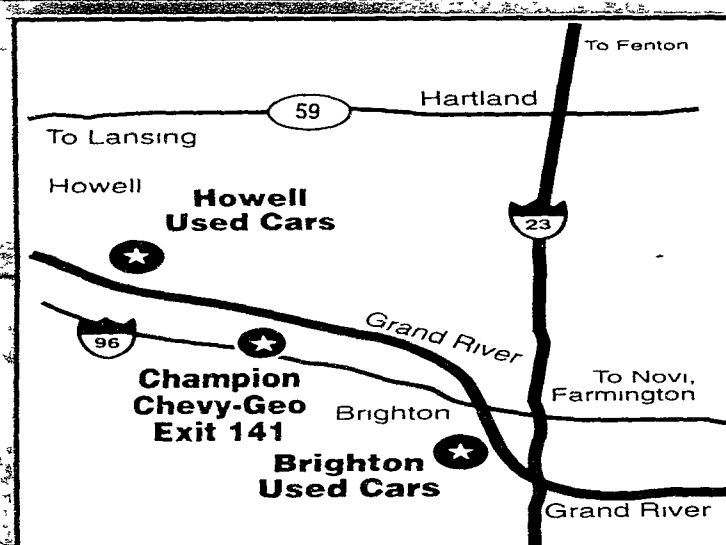 To Fenton
59
Hartland
To Lansing
Howell
Howell
Used Cars
23
Grand River
96
Champion
Chevy-Geo
Exit 141
To Novi,
Farmington
Brighton
Brighton
Used Cars
Grand River